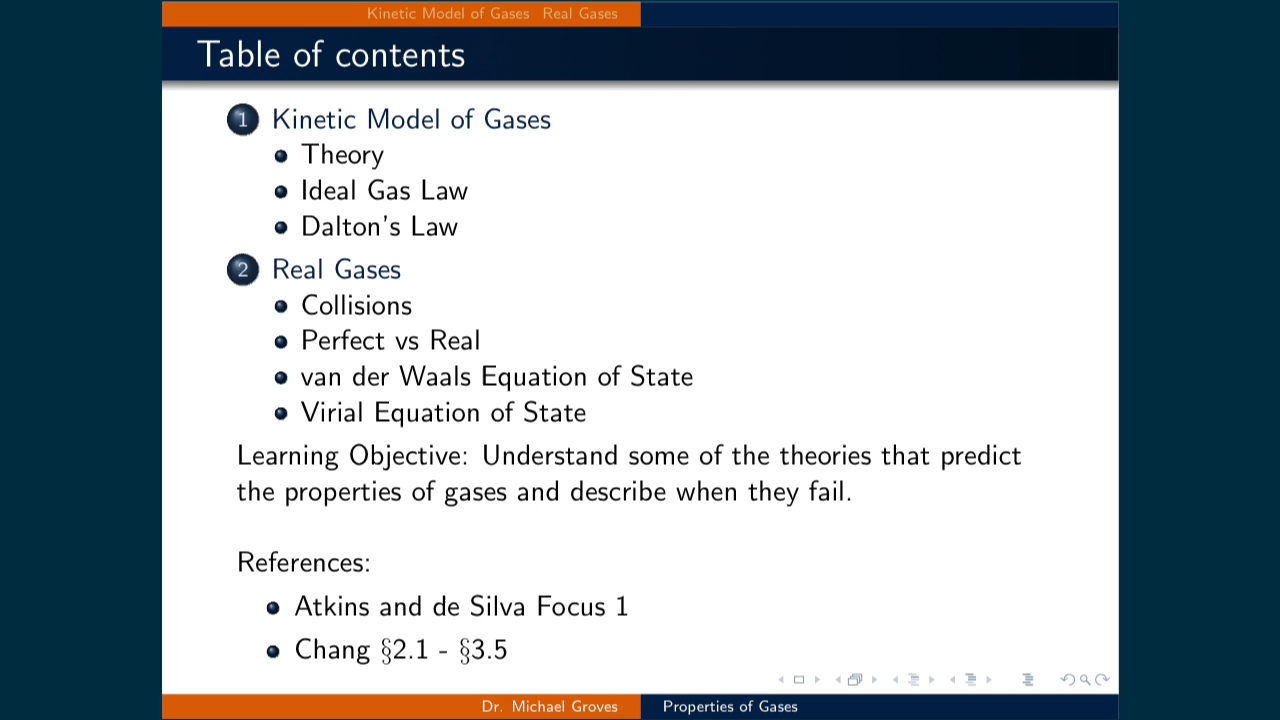 Kinetic Model of Gases Real Gases
Table of contents
1 Kinetic Model of Gases
Theory
Ideal Gas Law
Dalton's Law
2 Real Gases
Collisions
Perfect vs Real
van der Waals Equation of State
Virial Equation of State
Learning Objective: Understand some of the theories that predict
the properties of gases and describe when they fail.
References:
Atkins and de Silva Focus 1
Chang §2.1 - §3.5
Dr. Michael Groves Properties of Gases